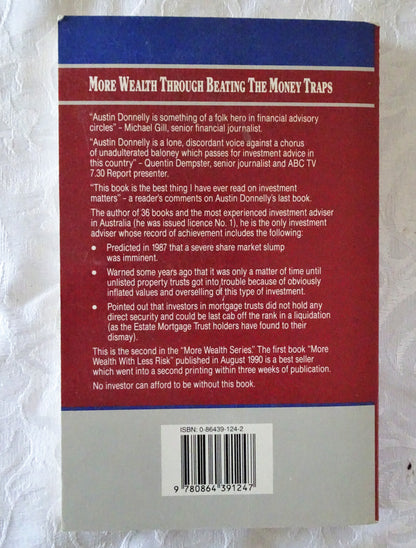 MORE WEALTH THROUGH BEATING THE MONEY TRAPS
“Austin Donnelly is something of a folk hero in financial advisory
circles” – Michael Gill, senior financial journalist.
“Austin Donnelly is a lone, discordant voice against a chorus
of unadulterated baloney which passes for investment advice in
this country” – Quentin Dempster, senior journalist and ABC TV
7.30 Report presenter.
“This book is the best thing I have ever read on investment
matters” – a reader's comments on Austin Donnelly's last book.
The author of 36 books and the most experienced investment adviser
in Australia (he was issued licence No. 1), he is the only investment
adviser whose record of achievement includes the following:
● Predicted in 1987 that a severe share market slump
was imminent.
● Warned some years ago that it was only a matter of time until
unlisted property trusts got into trouble because of obviously
inflated values and overselling of this type of investment.
● Pointed out that investors in mortgage trusts did not hold any
direct security and could be last cab off the rank in a liquidation
(as the Estate Mortgage Trust holders have found to their
dismay).
This is the second in the “More Wealth Series.” The first book “More
Wealth With Less Risk” published in August 1990 is a best seller
which went into a second printing within three weeks of publication.
No investor can afford to be without this book.
ISBN: 0-86439-124-2
9 780864 391247